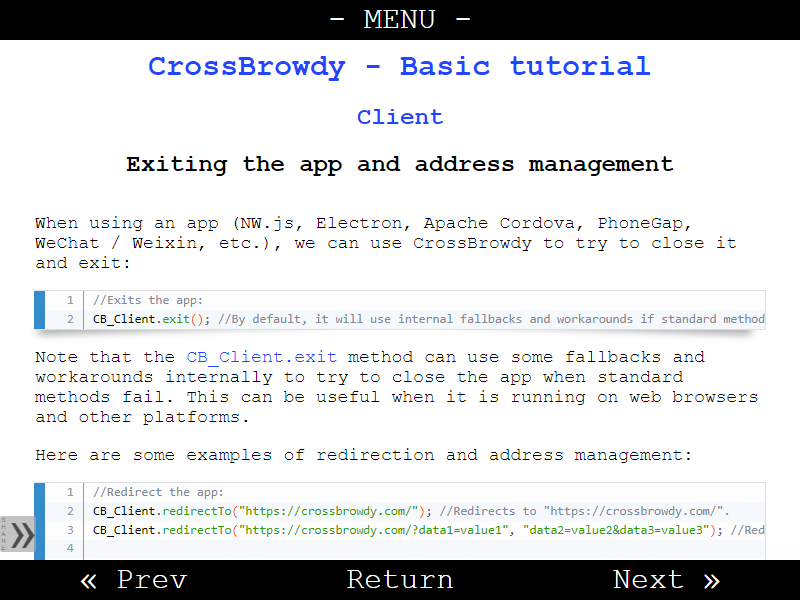 - MENU -
CrossBrowdy - Basic tutorial
Client
Exiting the app and address management
When using an app (NW.js, Electron, Apache Cordova, PhoneGap,
WeChat / Weixin, etc.), we can use CrossBrowdy to try to close it
and exit:
1 //Exits the app:
2 CB_Client.exit(); //By default, it will use internal fallbacks and workarounds if standard method
Note that the CB_Client.exit method can use some fallbacks and
workarounds internally to try to close the app when standard
methods fail. This can be useful when it is running on web browsers
and other platforms.
Here are some examples of redirection and address management:
1 //Redirect the app:
2 CB_Client.redirectTo("https://crossbrowdy.com/"); //Redirects to "https://crossbrowdy.com/".
3 CB_Client.redirectTo("https://crossbrowdy.com/?data1=value1", "data2=value2&data3=value3"); //Red
4
SHARE »
« Prev Return Next »